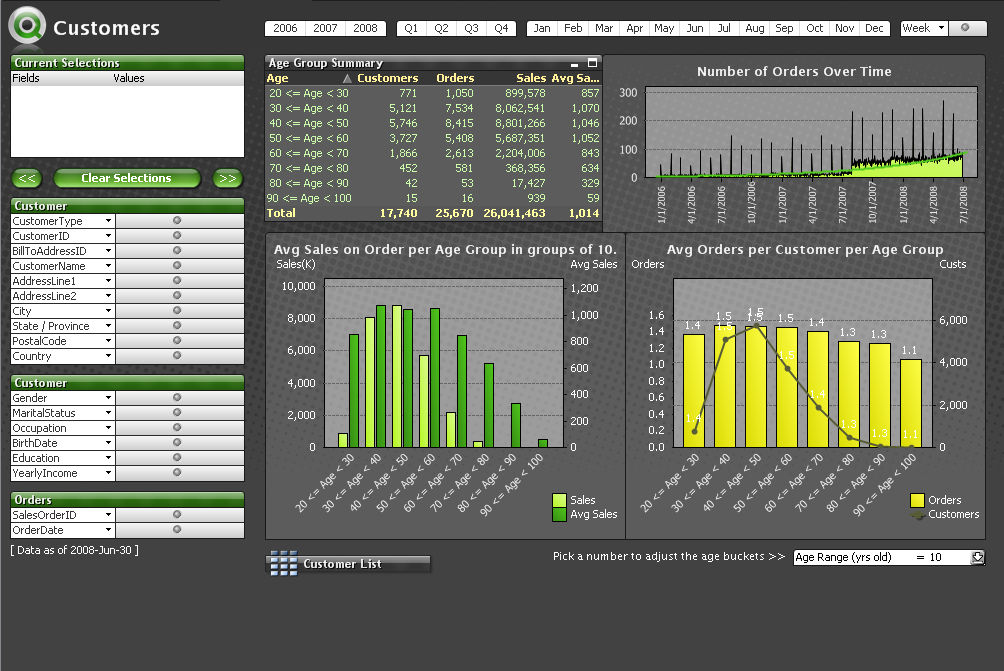 Customers
2006 2007 2008 Q1 Q2 Q3 Q4 Jan Feb Mar Apr May Jun Jul Aug Sep Oct Nov Dec Week
Current Selections
Fields Values
<< Clear Selections >>
Customer
CustomerType
CustomerID
BillToAddressID
CustomerName
AddressLine1
AddressLine2
City
State / Province
PostalCode
Country
Customer
Gender
MaritalStatus
Occupation
BirthDate
Education
YearlyIncome
Orders
SalesOrderID
OrderDate
[ Data as of 2008-Jun-30 ]
Age Group Summary
Age Customers Orders Sales Avg Sa...
20 <= Age < 30 771 1,050 899,578 857
30 <= Age < 40 5,121 7,534 8,062,541 1,070
40 <= Age < 50 5,746 8,415 8,801,266 1,046
50 <= Age < 60 3,727 5,408 5,687,351 1,052
60 <= Age < 70 1,866 2,613 2,204,006 843
70 <= Age < 80 452 581 368,356 634
80 <= Age < 90 42 53 17,427 329
90 <= Age < 100 15 16 939 59
Total 17,740 25,670 26,041,463 1,014
Number of Orders Over Time
300
200
100
0
1/1/2006 4/1/2006 7/1/2006 10/1/2006 1/1/2007 4/1/2007 7/1/2007 10/1/2007 1/1/2008 4/1/2008 7/1/2008
Avg Sales on Order per Age Group in groups of 10.
Sales(K) Avg Sales
10,000
8,000
6,000
4,000
2,000
0
1,200
1,000
800
600
400
200
0
20 <= Age < 30
30 <= Age < 40
40 <= Age < 50
50 <= Age < 60
60 <= Age < 70
70 <= Age < 80
80 <= Age < 90
90 <= Age < 100
Sales
Avg Sales
Avg Orders per Customer per Age Group
Orders Custs
1.6
1.4
1.2
1.0
0.8
0.6
0.4
0.2
0.0
1.4 1.5 1.5 1.5 1.4 1.3 1.3 1.1
1.4 1.5 1.5 1.5 1.4 1.3 1.3 1.1
6,000
4,000
2,000
0
20 <= Age < 30
30 <= Age < 40
40 <= Age < 50
50 <= Age < 60
60 <= Age < 70
70 <= Age < 80
80 <= Age < 90
90 <= Age < 100
Orders
Customers
Customer List
Pick a number to adjust the age buckets >> Age Range (yrs old) = 10